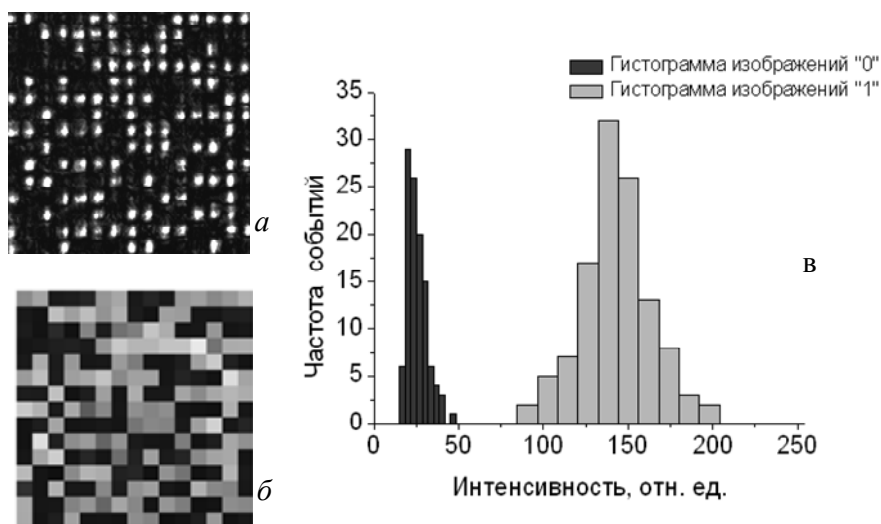 а
б
Гистограмма изображений "0"
Гистограмма изображений "1"
35
30
25
20
15
10
5
0
Частота событий
0 50 100 150 200 250
Интенсивность, отн. ед.
в